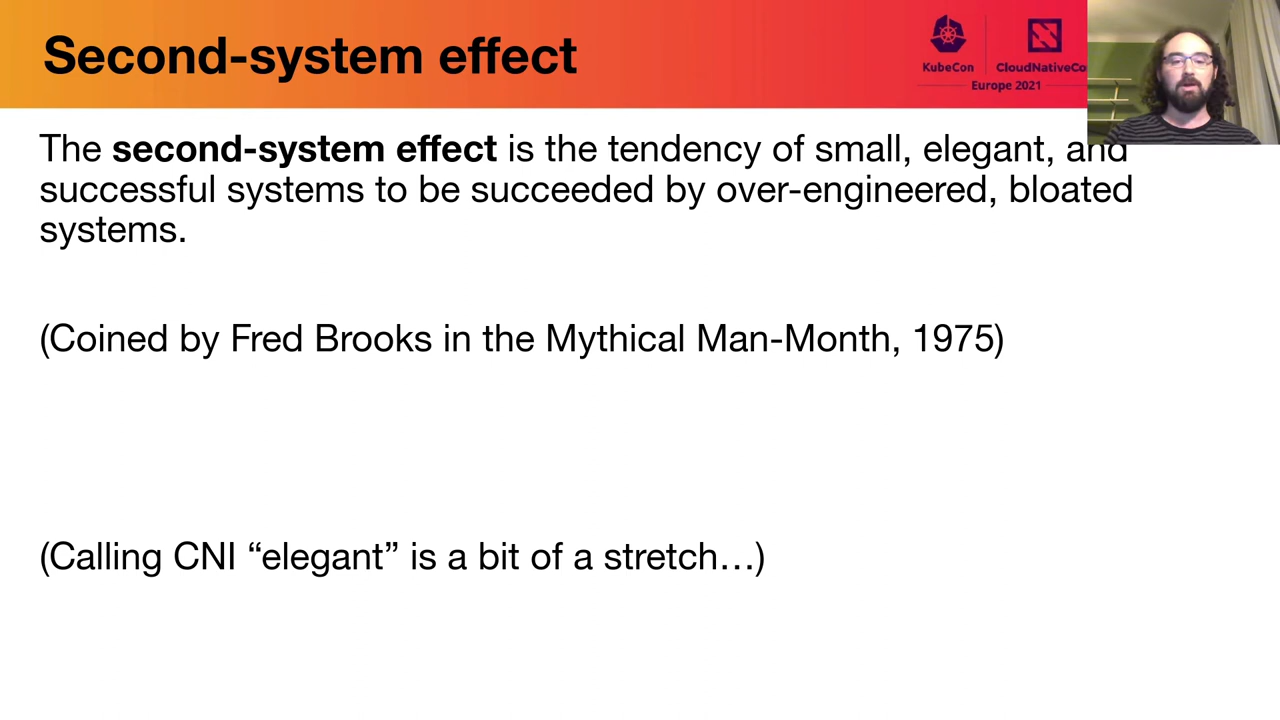 Second-system effect
KubeCon
CloudNativeCo
Europe 2021
The second-system effect is the tendency of small, elegant, and
successful systems to be succeeded by over-engineered, bloated
systems.
(Coined by Fred Brooks in the Mythical Man-Month, 1975)
(Calling CNI “elegant” is a bit of a stretch…)